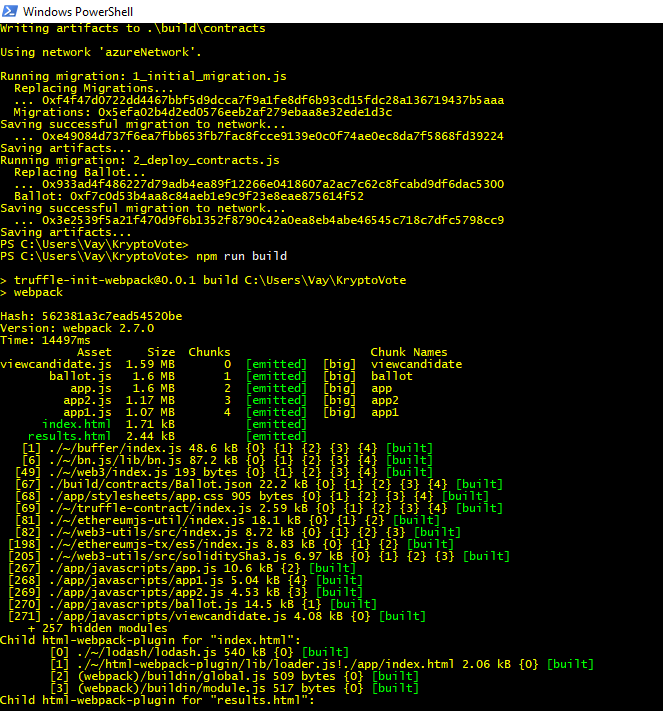 Windows PowerShell
Writing artifacts to .\build\contracts
Using network 'azureNetwork'.
Running migration: 1_initial_migration.js
Replacing Migrations...
... 0xf4f47d0722dd4467bbf5d9dcca7f9a1fe8df6b93cd15fdc28a136719437b5aaa
Migrations: 0x5efa02b4d2ed0576eeb2af279ebaa8e32ede1d3c
Saving successful migration to network...
... 0xe49084d737f6ea7fbb653fb7fac8fcce9139e0c0f74ae0ec8da7f5868fd39224
Saving artifacts...
Running migration: 2_deploy_contracts.js
Replacing Ballot...
... 0x933ad4f486227d79adb4ea89f12266e0418607a2ac7c62c8fcabd9df6dac5300
Ballot: 0xf7c0d53b4aa8c84aeb1e9c9f23e8eae875614f52
Saving successful migration to network...
... 0x3e2539f5a21f470d9f6b1352f8790c42a0ea8eb4abe46545c718c7dfc5798cc9
Saving artifacts...
PS C:\Users\Vay\KryptoVote>
PS C:\Users\Vay\KryptoVote> npm run build
> truffle-init-webpack@0.0.1 build C:\Users\Vay\KryptoVote
> webpack
Hash: 562381a3c7ead54520be
Version: webpack 2.7.0
Time: 14497ms
Asset Size Chunks Chunk Names
viewcandidate.js 1.59 MB 0 [emitted] [big] viewcandidate
ballot.js 1.6 MB 1 [emitted] [big] ballot
app.js 1.6 MB 2 [emitted] [big] app
app2.js 1.17 MB 3 [emitted] [big] app2
app1.js 1.07 MB 4 [emitted] [big] app1
index.html 1.71 kB [emitted]
results.html 2.44 kB [emitted]
[1] ./~/buffer/index.js 48.6 kB {0} {1} {2} {3} {4} [built]
[6] ./~/bn.js/lib/bn.js 87.2 kB {0} {1} {2} {3} {4} [built]
[49] ./~/web3/index.js 193 bytes {0} {1} {2} {3} {4} [built]
[67] ./build/contracts/Ballot.json 22.2 kB {0} {1} {2} {3} {4} [built]
[68] ./app/stylesheets/app.css 905 bytes {0} {1} {2} {3} {4} [built]
[69] ./~/truffle-contract/index.js 2.59 kB {0} {1} {2} {3} {4} [built]
[81] ./~/ethereumjs-util/index.js 18.1 kB {0} {1} {2} [built]
[82] ./~/web3-utils/src/index.js 8.72 kB {0} {1} {2} {3} [built]
[198] ./~/ethereumjs-tx/es5/index.js 8.83 kB {0} {1} {2} [built]
[205] ./~/web3-utils/src/soliditySha3.js 6.97 kB {0} {1} {2} {3} [built]
[267] ./app/javascripts/app.js 10.6 kB {2} [built]
[268] ./app/javascripts/app1.js 5.04 kB {4} [built]
[269] ./app/javascripts/app2.js 4.53 kB {3} [built]
[270] ./app/javascripts/ballot.js 14.5 kB {1} [built]
[271] ./app/javascripts/viewcandidate.js 4.08 kB {0} [built]
+ 257 hidden modules
Child html-webpack-plugin for "index.html":
[0] ./~/lodash/lodash.js 540 kB {0} [built]
[1] ./~/html-webpack-plugin/lib/loader.js!./app/index.html 2.06 kB {0} [built]
[2] (webpack)/buildin/global.js 509 bytes {0} [built]
[3] (webpack)/buildin/module.js 517 bytes {0} [built]
Child html-webpack-plugin for "results.html":